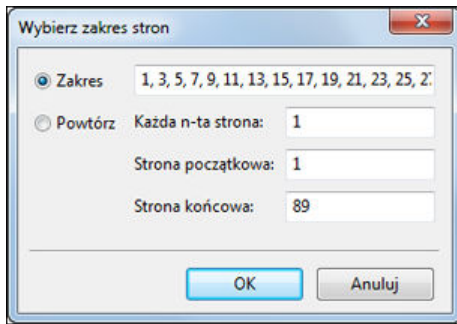 Wybierz zakres stron
Zakres 1, 3, 5, 7, 9, 11, 13, 15, 17, 19, 21, 23, 25,
Powtórz Każda n-ta strona: 1
Strona początkowa: 1
Strona końcowa: 89
OK Anuluj